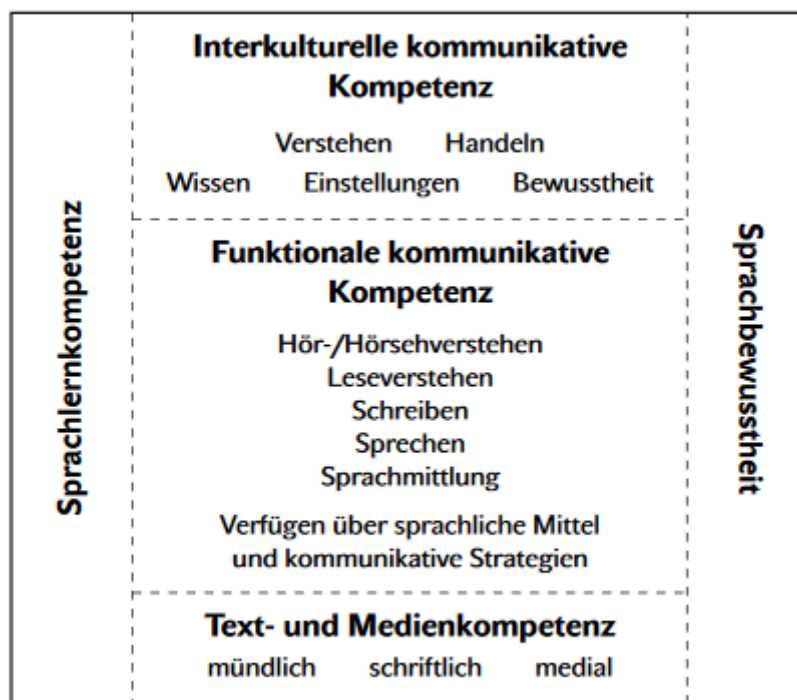 Sprachlernkompetenz
Interkulturelle kommunikative
Kompetenz
Verstehen Handeln
Wissen Einstellungen Bewusstheit
Funktionale kommunikative
Kompetenz
Hör-/Hörsehverstehen
Leseverstehen
Schreiben
Sprechen
Sprachmittlung
Verfügen über sprachliche Mittel
und kommunikative Strategien
Text- und Medienkompetenz
mündlich schriftlich medial
Sprachbewusstheit